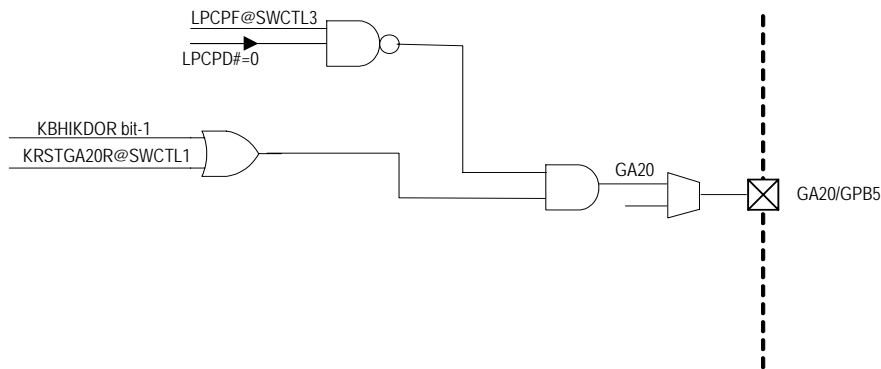 LPCPF@SWCTL3
LPCPD#=0
KBHIKDOR bit-1
KRSTGA20R@SWCTL1
GA20
GA20/GPB5